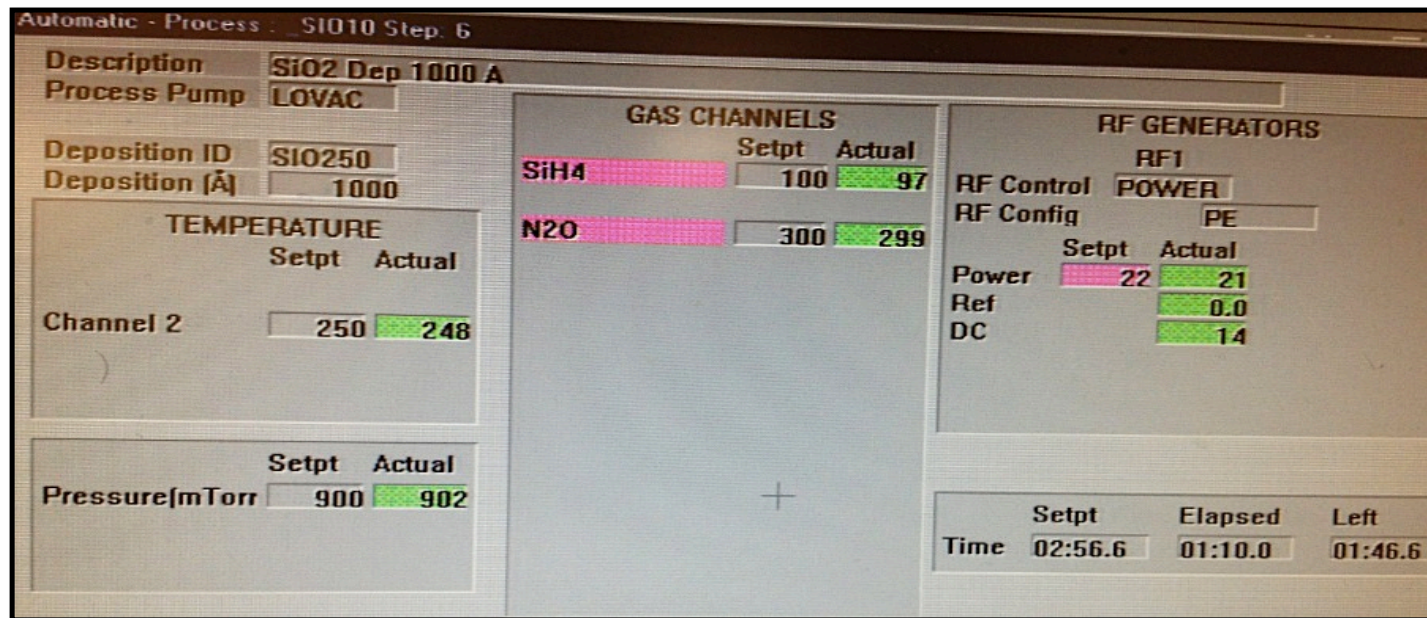 Automatic - Process : _SIO10 Step: 6
Description SiO2 Dep 1000 A
Process Pump LOVAC
Deposition ID SIO250
Deposition (Å) 1000
TEMPERATURE
Setpt Actual
Channel 2 250 248
Setpt Actual
Pressure(mTorr 900 902
GAS CHANNELS
Setpt Actual
SiH4 100 97
N2O 300 299
RF GENERATORS
RF1
RF Control POWER
RF Config PE
Setpt Actual
Power 22 21
Ref 0.0
DC 14
Setpt Elapsed Left
Time 02:56.6 01:10.0 01:46.6